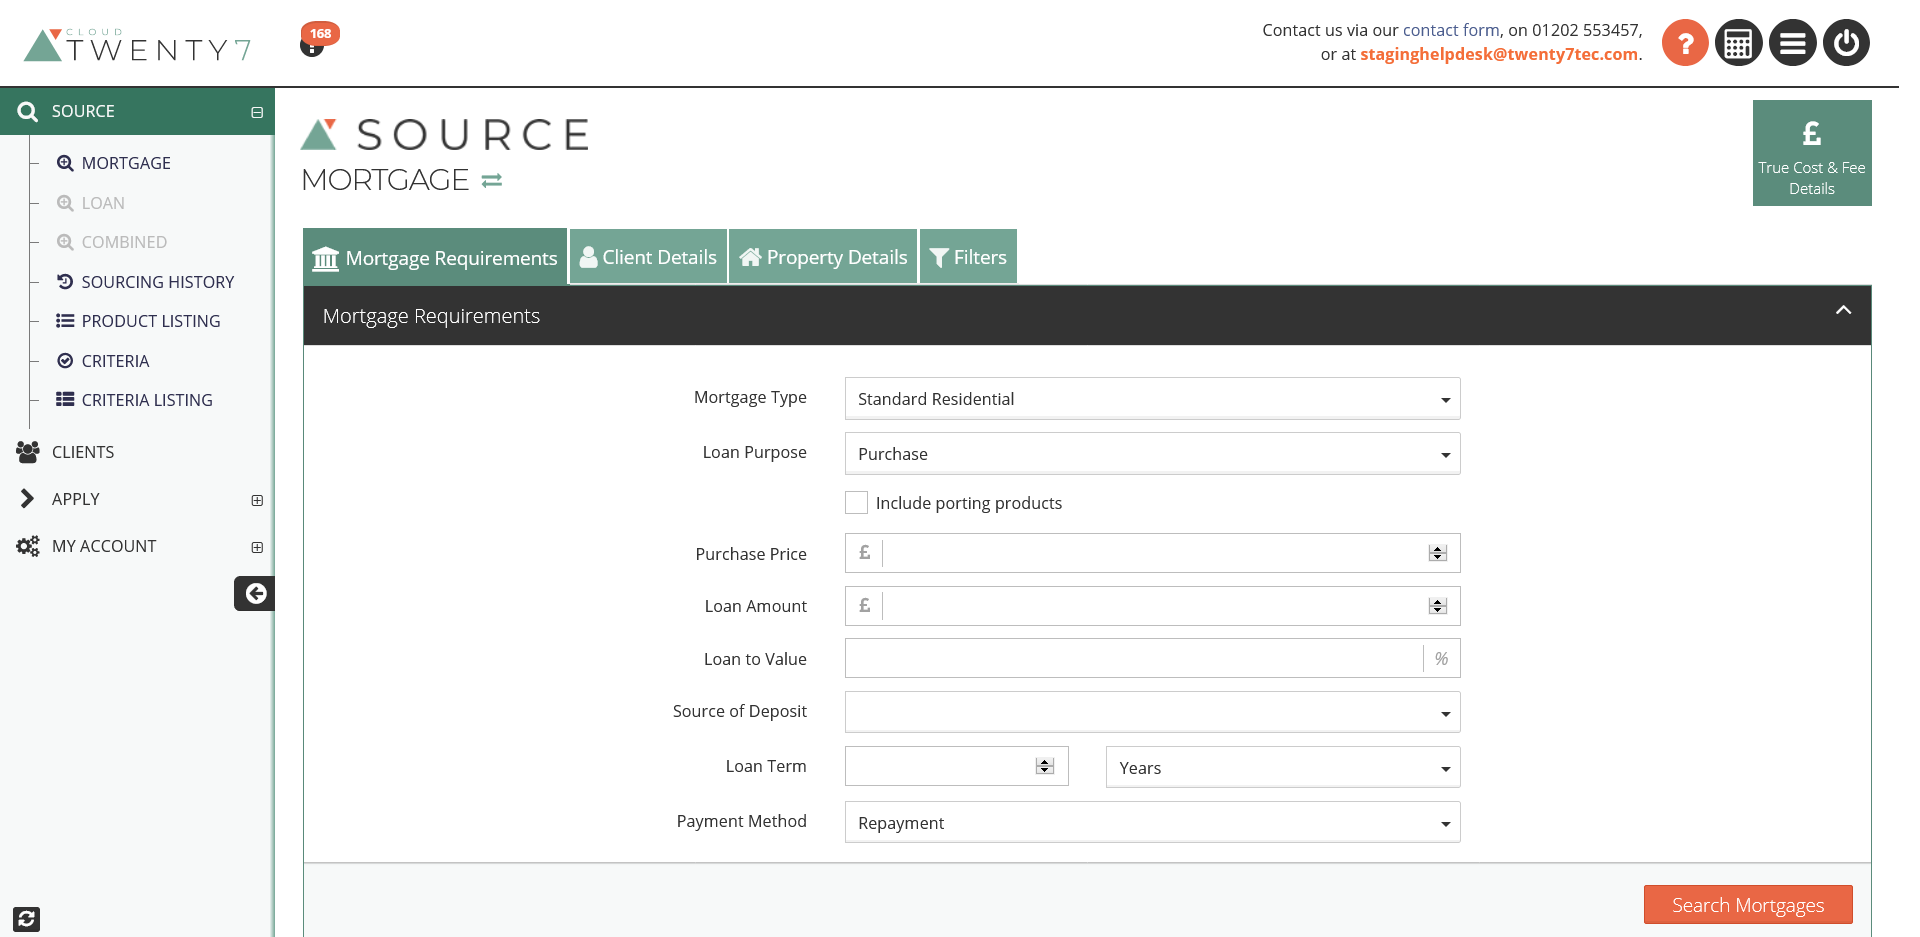 CLOUD
TWENTY7
168
Contact us via our contact form, on 01202 553457,
or at staginghelpdesk@twenty7tec.com.
?
SOURCE
MORTGAGE
LOAN
COMBINED
SOURCING HISTORY
PRODUCT LISTING
CRITERIA
CRITERIA LISTING
CLIENTS
APPLY
MY ACCOUNT
SOURCE
MORTGAGE
£
True Cost & Fee
Details
Mortgage Requirements
Client Details
Property Details
Filters
Mortgage Requirements
Mortgage Type
Standard Residential
Loan Purpose
Purchase
Include porting products
Purchase Price
£
Loan Amount
£
Loan to Value
%
Source of Deposit
Loan Term
Years
Payment Method
Repayment
Search Mortgages